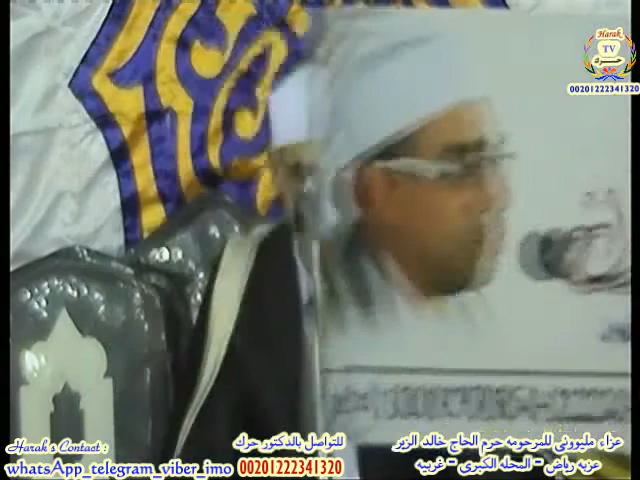 Harak
TV
حرك
00201222341320
Harak s Contact :
للتواصل بالدكتور حرك
عزاء مليوونى للمرحومه حرم الحاج خالد الزير
whatsApp_telegram_viber_imo 00201222341320
عزبه رياض - المحله الكبرى - غربيه